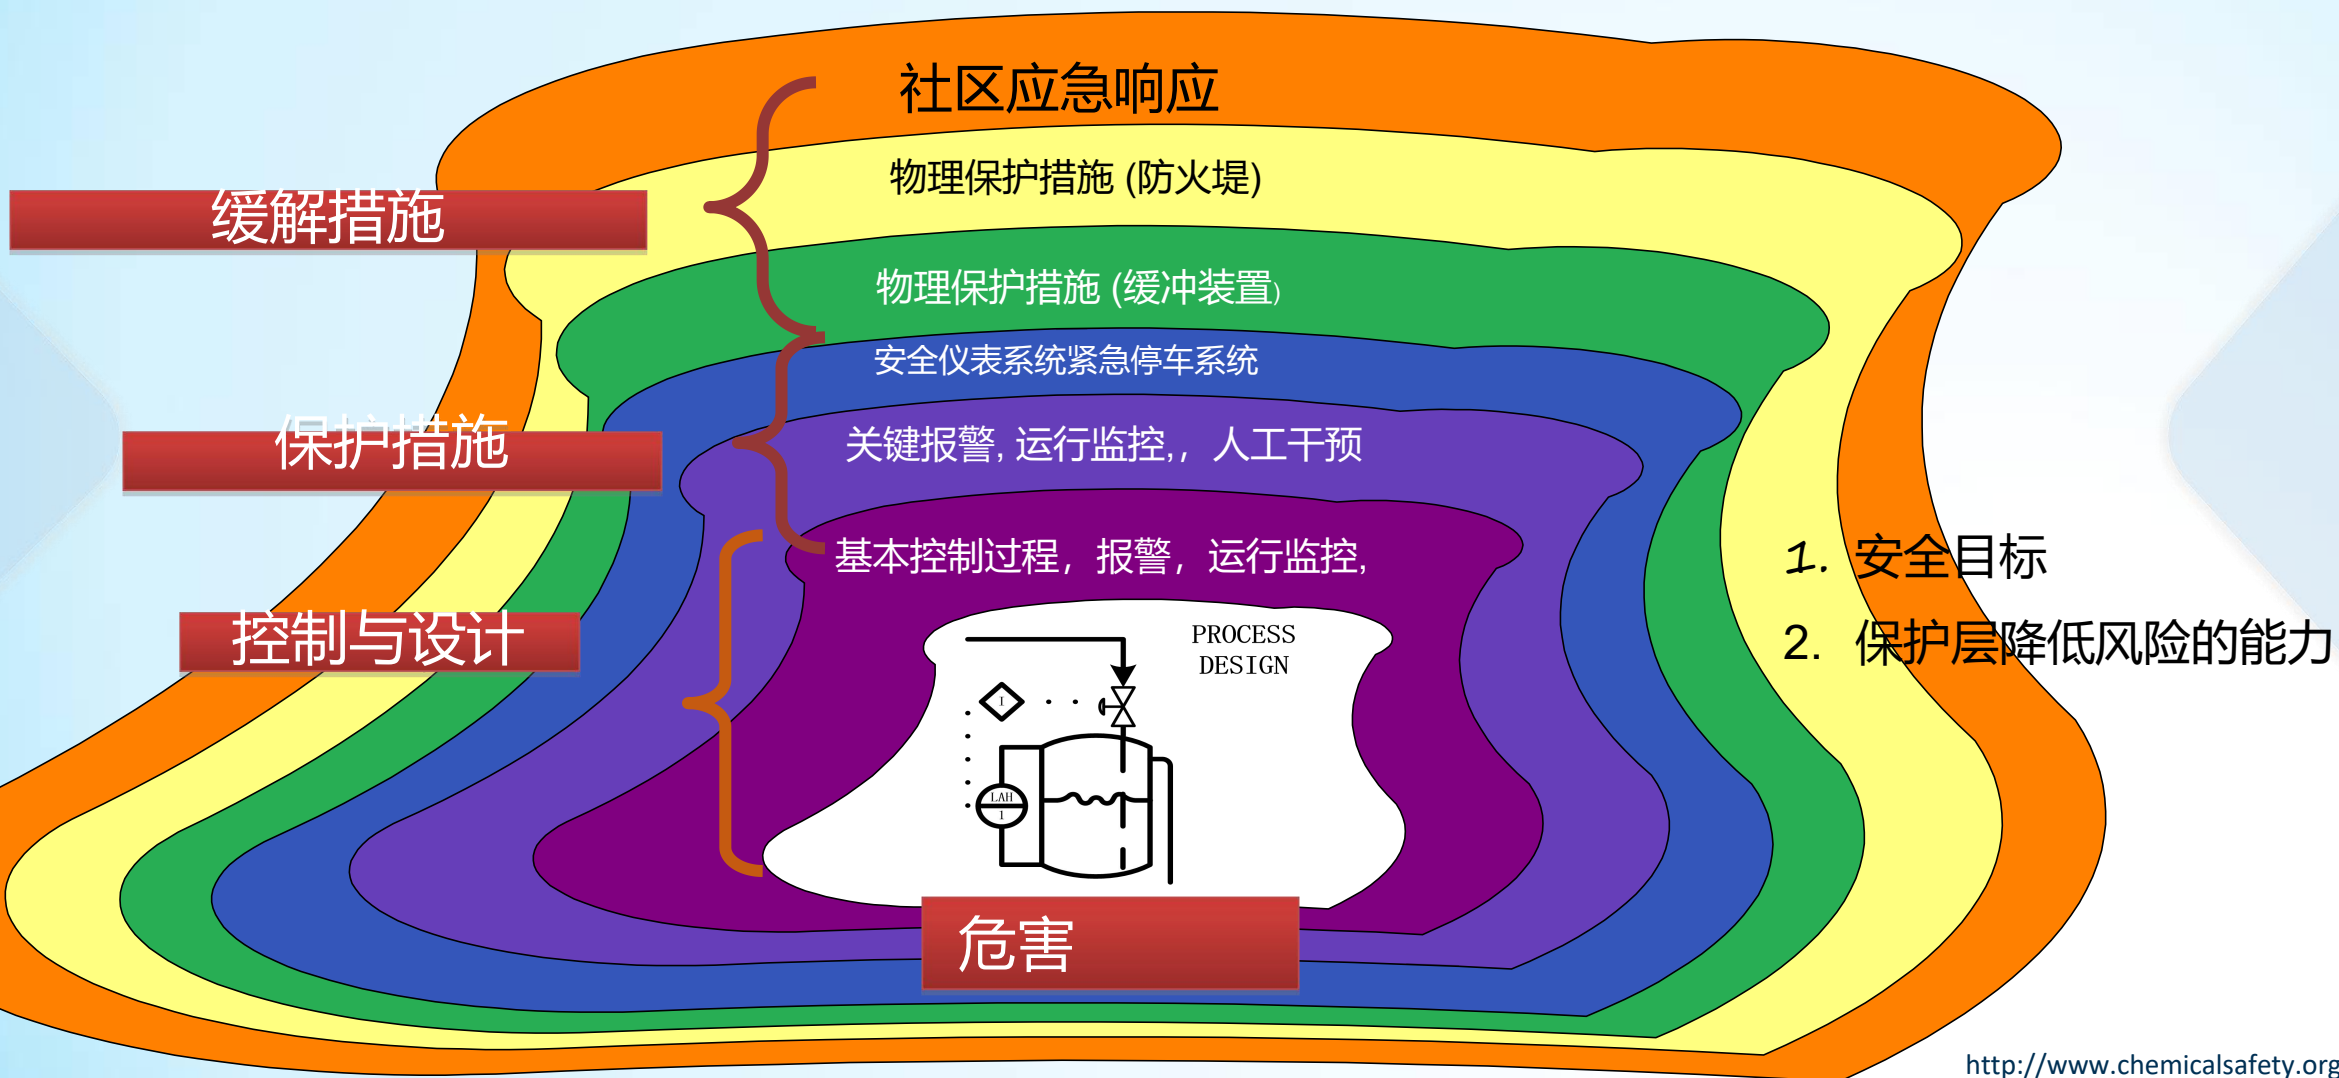 社区应急响应
物理保护措施 (防火堤)
缓解措施
物理保护措施 (缓冲装置)
安全仪表系统紧急停车系统
保护措施
关键报警, 运行监控,，人工干预
基本控制过程，报警，运行监控,
1. 安全目标
控制与设计
2. 保护层降低风险的能力
PROCESS
DESIGN
I
LAH
1
危害
http://www.chemicalsafety.org